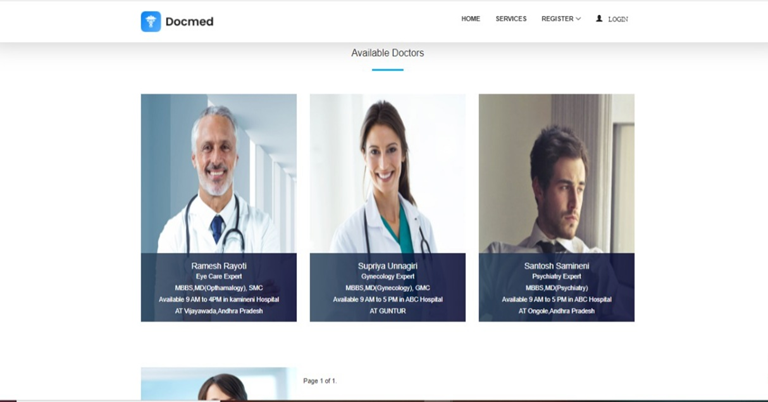 Docmed
HOME SERVICES REGISTER LOGIN
Available Doctors
Ramesh Rayoti
Eye Care Expert
MBBS,MD(Opthamalogy), SMC
Available 9 AM to 4PM in kamineni Hospital
AT Vijayawada,Andhra Pradesh
Supriya Unnagiri
Gynecology Expert
MBBS,MD(Gynecology), GMC
Available 9 AM to 5 PM in ABC Hospital
AT GUNTUR
Santosh Samineni
Psychiatry Expert
MBBS,MD(Psychiatry)
Available 9 AM to 5 PM in ABC Hospital
AT Ongole,Andhra Pradesh
Page 1 of 1.